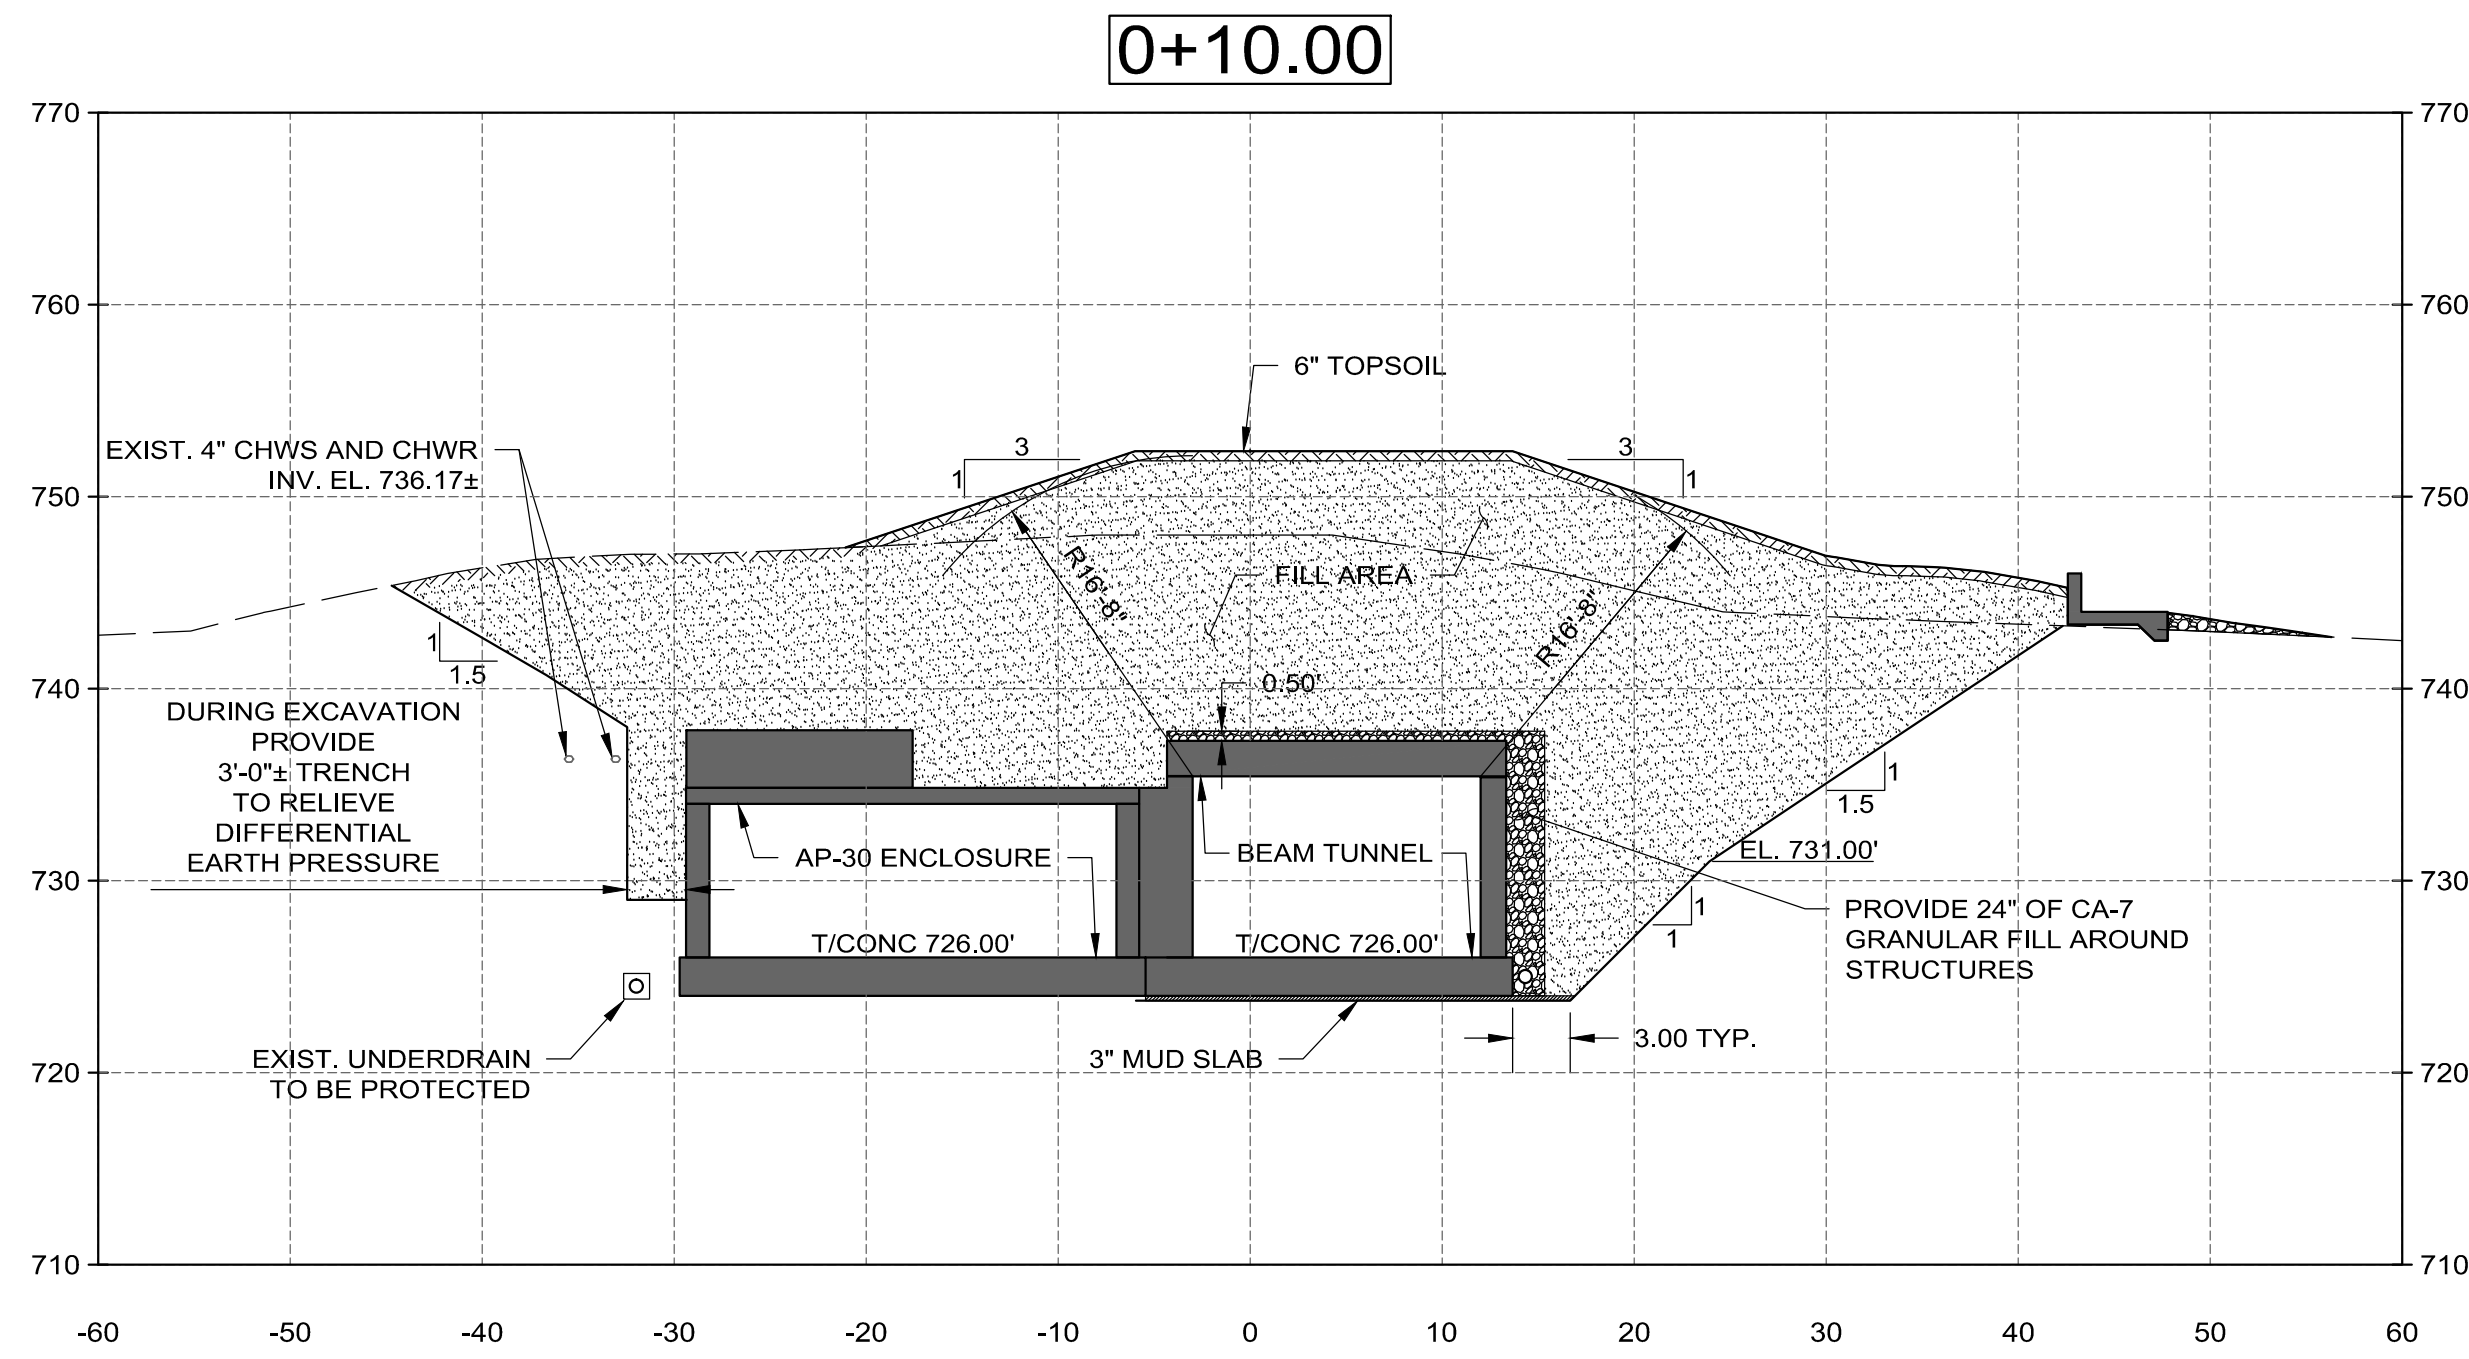 0+10.00
770
770
760
760
6" TOPSOIL
EXIST. 4" CHWS AND CHWR
INV. EL. 736.17±
3
1
3
1
750
750
R16'-8"
FILL AREA
R16'-8"
1
1.5
740
0.50'
740
DURING EXCAVATION
PROVIDE
3'-0"± TRENCH
TO RELIEVE
DIFFERENTIAL
EARTH PRESSURE
1
1.5
AP-30 ENCLOSURE
BEAM TUNNEL
EL. 731.00'
730
730
1
1
PROVIDE 24" OF CA-7
GRANULAR FILL AROUND
STRUCTURES
T/CONC 726.00'
T/CONC 726.00'
EXIST. UNDERDRAIN
TO BE PROTECTED
3" MUD SLAB
3.00 TYP.
720
720
710
710
-60 -50 -40 -30 -20 -10 0 10 20 30 40 50 60